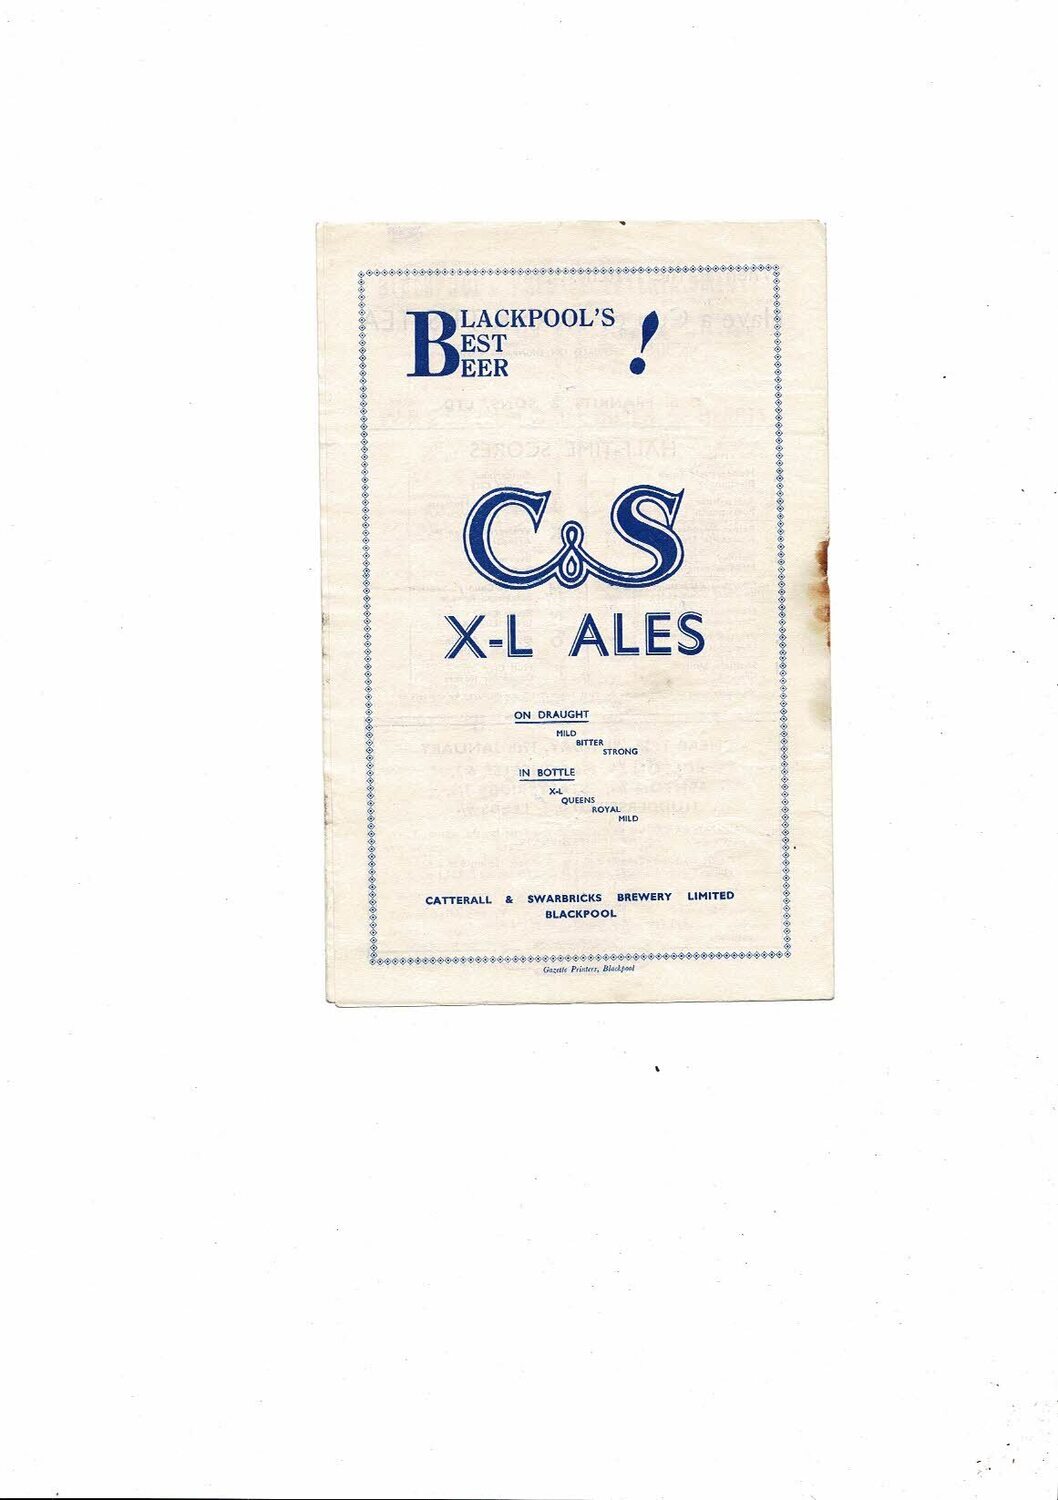 BLACKPOOL'S
BEST
BEER !
C&S
X-L ALES
ON DRAUGHT
MILD
BITTER
STRONG
IN BOTTLE
X-L
QUEENS
ROYAL
MILD
CATTERALL & SWARBRICKS BREWERY LIMITED
BLACKPOOL
Gazette Printers, Blackpool